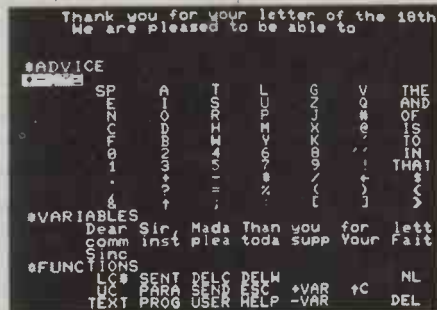 Thank you for your letter of the 18th
We are pleased to be able to
*ADVICE
SP A T L G V THE
E I S U Z Q AND
N O R P J # OF
C D H M X @ IS
F B W Y K " TO
0 2 4 6 8 ' IN
1 3 5 7 9 ! THAT
. + - * / ← $
, ? = % ( ) <
& ↑ ; : [ ] >
*VARIABLES
Dear Sir, Mada Than you for lett
comm inst plea toda supp Your Fait
Sinc
*FUNCTIONS
LC* SENT DELC DELW NL
UC PARA SEND ESC +VAR ↑C
TEXT PROG USER HELP -VAR DEL